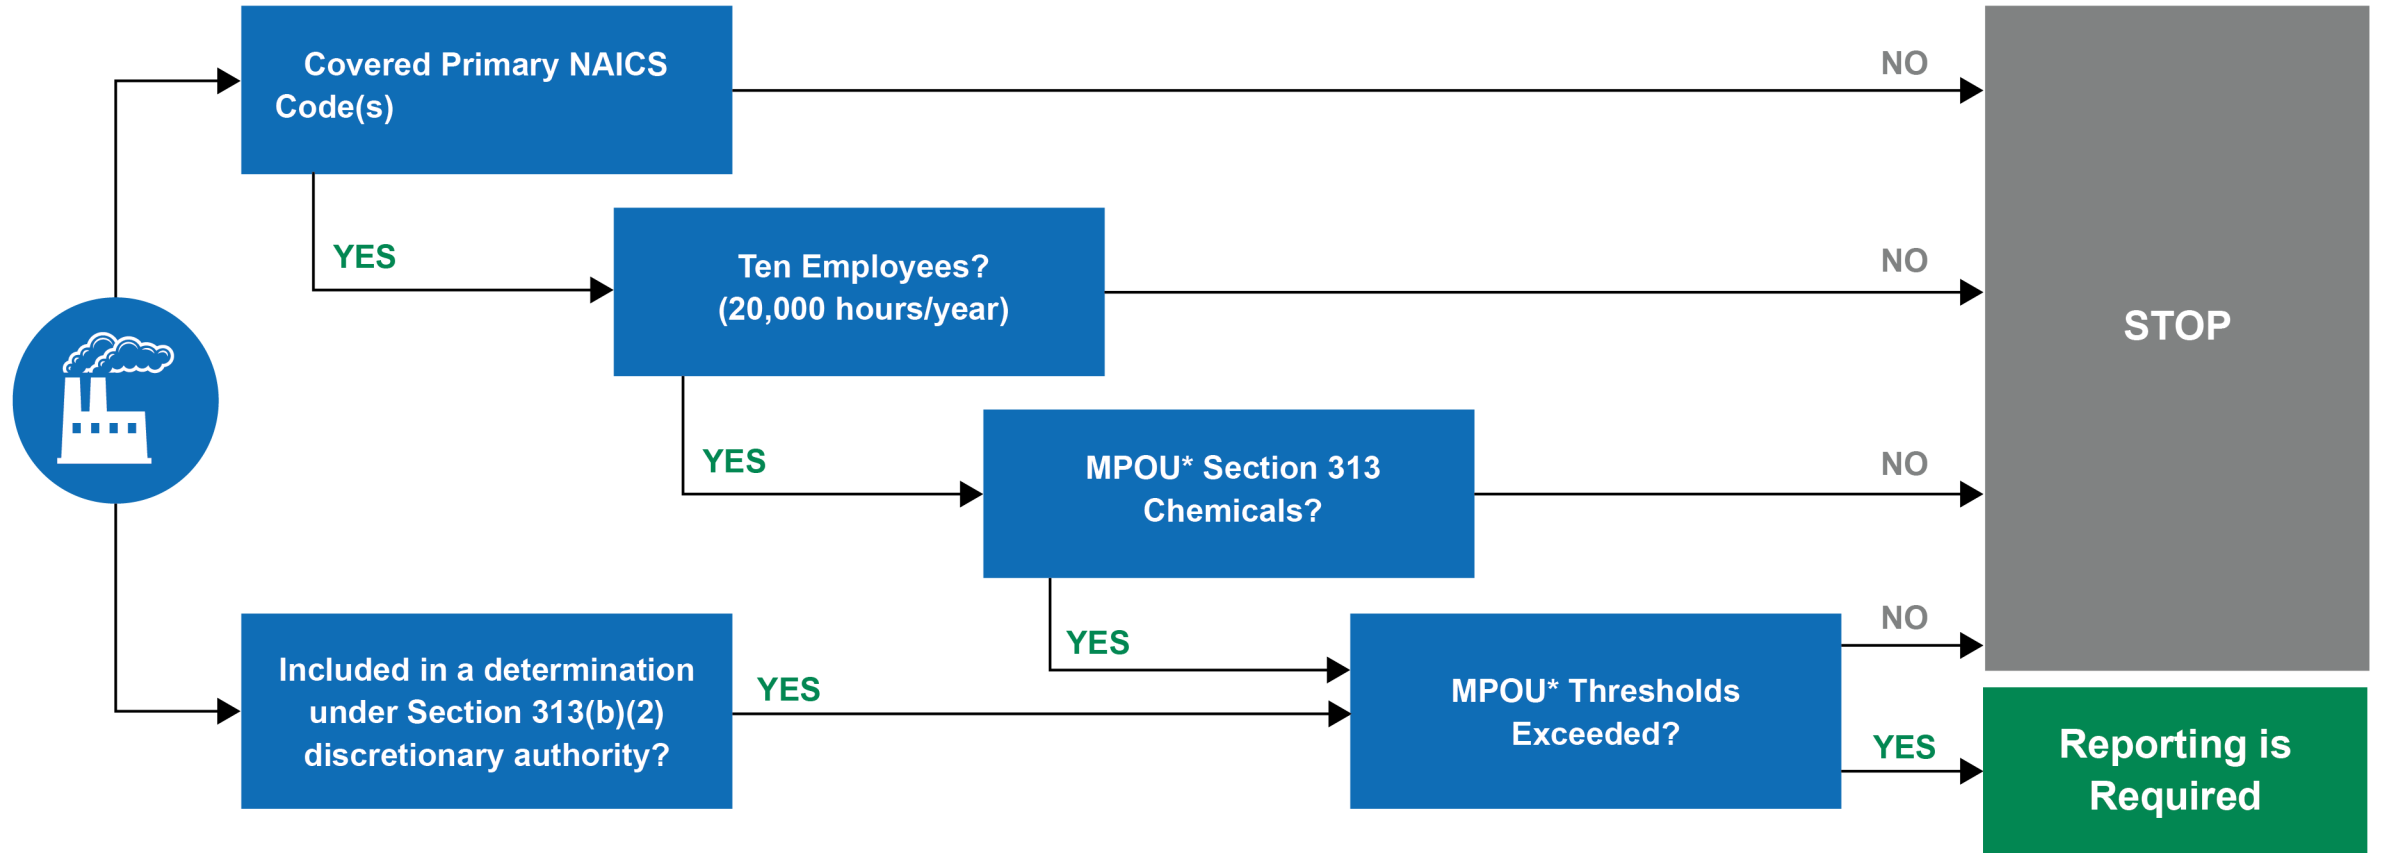 Covered Primary NAICS
Code(s)
NO
YES
Ten Employees?
(20,000 hours/year)
NO
YES
MPOU* Section 313
Chemicals?
NO
YES
STOP
Included in a determination
under Section 313(b)(2)
discretionary authority?
YES
MPOU* Thresholds
Exceeded?
NO
YES
Reporting is
Required